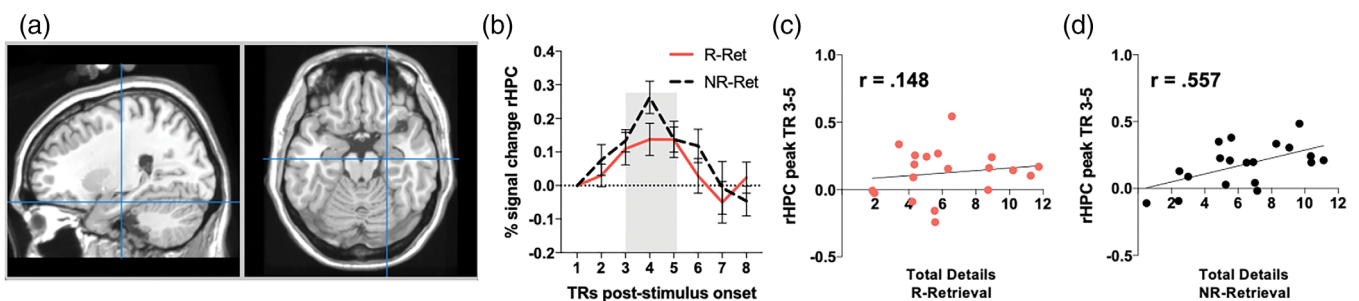 (a)
(b)
% signal change rHPC
0.4
0.3
0.2
0.1
0.0
-0.1
-0.2
R-Ret
NR-Ret
1 2 3 4 5 6 7 8
TRs post-stimulus onset
(c)
rHPC peak TR 3-5
1.0
0.5
0.0
-0.5
r = .148
2 4 6 8 10 12
Total Details
R-Retrieval
(d)
rHPC peak TR 3-5
1.0
0.5
0.0
-0.5
r = .557
2 4 6 8 10 12
Total Details
NR-Retrieval